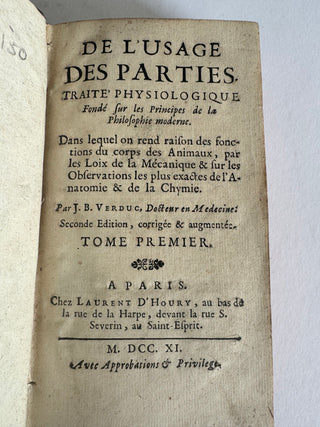 130
DE L'USAGE
DES PARTIES.
TRAITE' PHYSIOLOGIQUE
Fondé sur les Principes de la
Philosophie moderne.
Dans lequel on rend raison des fonc-
tions du corps des Animaux, par
les Loix de la Mécanique & sur les
Observations les plus exactes de l'A-
natomie & de la Chymie.
Par J. B. VERDUC, Docteur en Medecine.
Seconde Edition, corrigée & augmentée.
TOME PREMIER.
A PARIS.
Chez LAURENT D'HOURY, au bas de
la rue de la Harpe, devant la rue S.
Severin, au Saint-Esprit.
M. DCC. XI.
Avec Approbations & Privilege